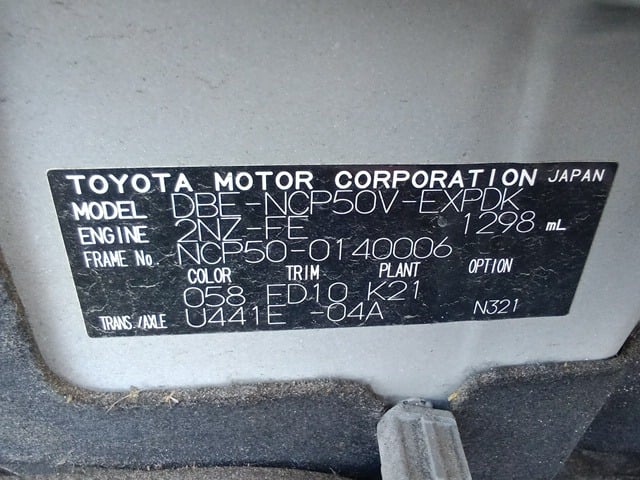 TOYOTA MOTOR CORPORATION JAPAN
MODEL DBE-NCP50V-EXPDK
ENGINE 2NZ-FE 1298 mL
FRAME No. NCP50-0140006
COLOR TRIM PLANT OPTION
058 ED10 K21
TRANS./AXLE U441E -04A N321